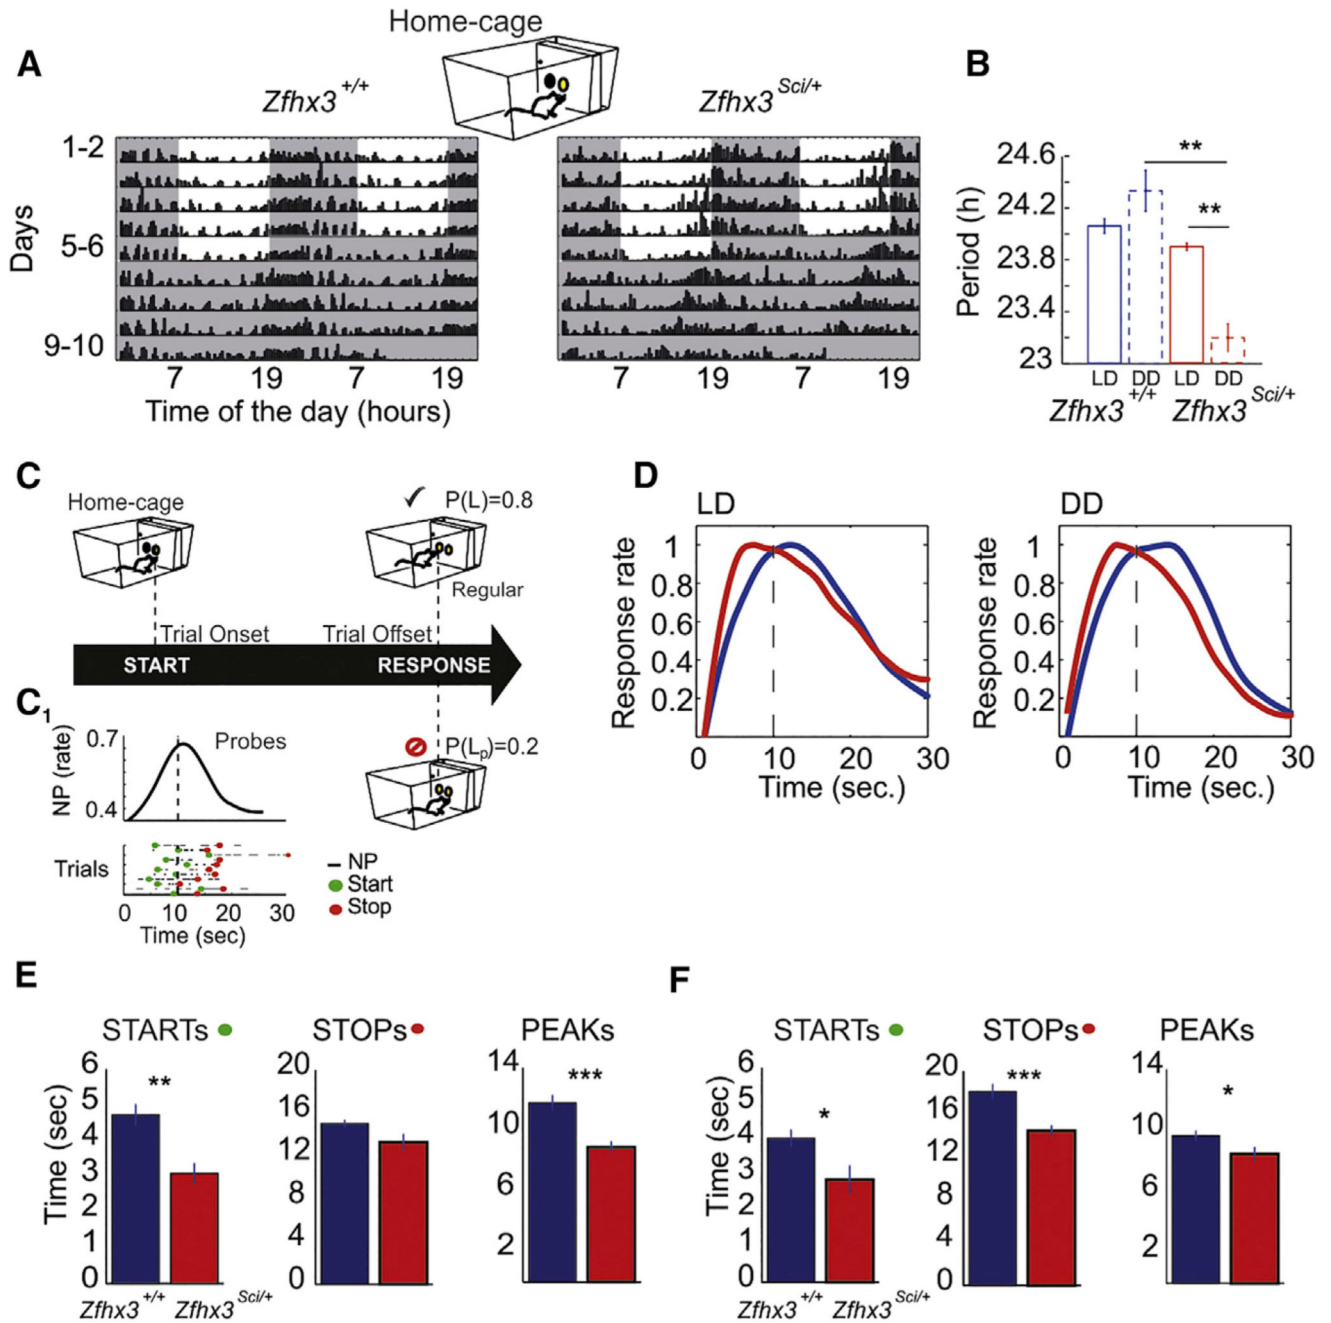 Home-cage
A
Zfhx3 +/+
Zfhx3 Sci/+
Days
1-2
5-6
9-10
7 19 7 19
7 19 7 19
Time of the day (hours)
B
Period (h)
24.6
24.2
23.8
23.4
23
LD DD LD DD
Zfhx3 +/+ Zfhx3 Sci/+
** 
**
C
Home-cage
P(L)=0.8
Regular
Trial Onset Trial Offset
START RESPONSE
C1
NP (rate)
0.7
0.4
Probes
P(Lp)=0.2
Trials
NP
Start
Stop
0 10 20 30
Time (sec)
D
LD
Response rate
1
0.8
0.6
0.4
0.2
0 10 20 30
Time (sec.)
DD
Response rate
1
0.8
0.6
0.4
0.2
0 10 20 30
Time (sec.)
E
STARTs
Time (sec)
6
5
4
3
2
1
0
**
Zfhx3 +/+ Zfhx3 Sci/+
STOPs
20
16
12
8
4
0
PEAKs
14
10
6
2
***
F
STARTs
Time (sec)
6
5
4
3
2
1
0
*
Zfhx3 +/+ Zfhx3 Sci/+
STOPs
20
16
12
8
4
0
***
PEAKs
14
10
6
2
*